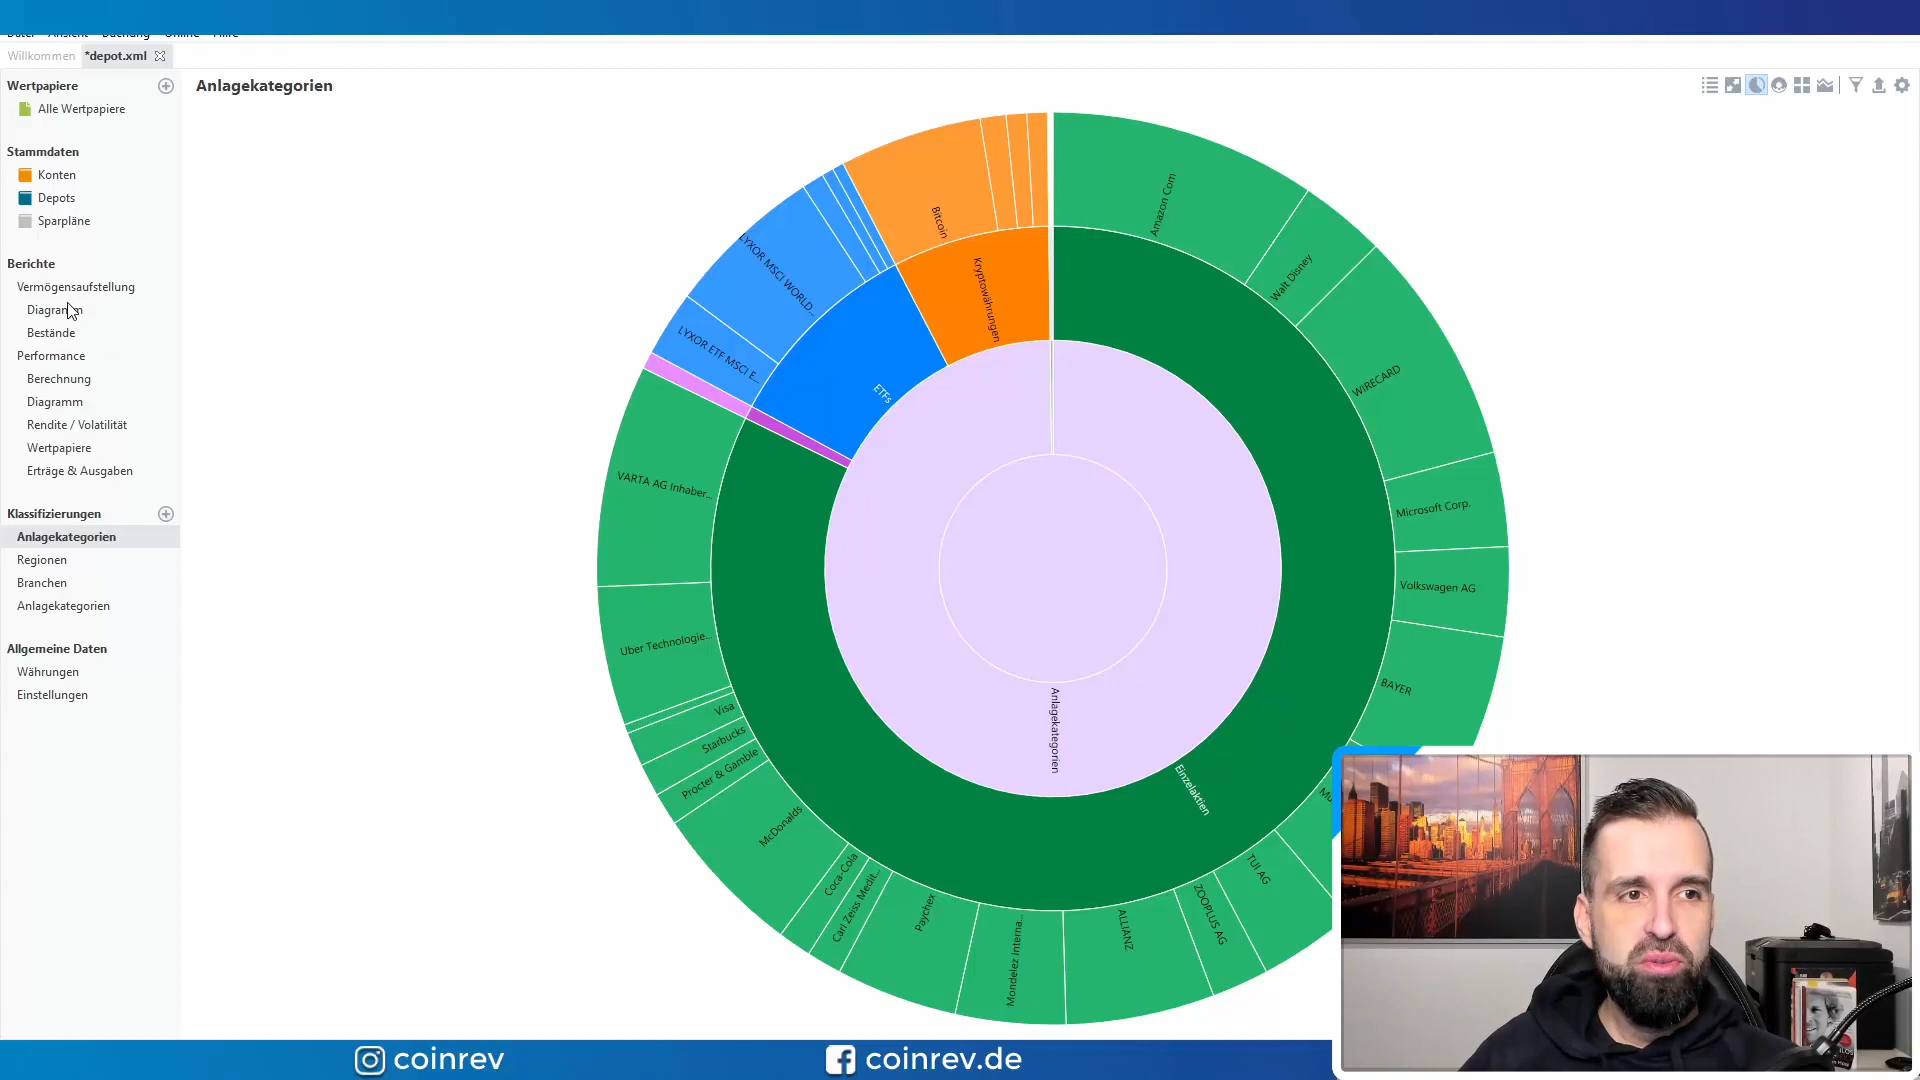 Willkommen
*depot.xml
Wertpapiere
Alle Wertpapiere
Stammdaten
Konten
Depots
Sparpläne
Berichte
Vermögensaufstellung
Diagramm
Bestände
Performance
Berechnung
Diagramm
Rendite / Volatilität
Wertpapiere
Erträge & Ausgaben
Klassifizierungen
Anlagekategorien
Regionen
Branchen
Anlagekategorien
Allgemeine Daten
Währungen
Einstellungen
Anlagekategorien
Amazon Com
Walt Disney
WIRECARD
Microsoft Corp.
Volkswagen AG
BAYER
TUI AG
ZOOPLUS AG
ALLIANZ
Mondelez Interna...
Paychex
Carl Zeiss Medit...
Coca-Cola
McDonalds
Procter & Gamble
Starbucks
Visa
Uber Technologie...
VARTA AG Inhaber...
LYXOR ETF MSCI E...
LYXOR MSCI WORLD...
Bitcoin
Kryptowährungen
ETFs
Einzelaktien
Anlagekategorien
coinrev
coinrev.de